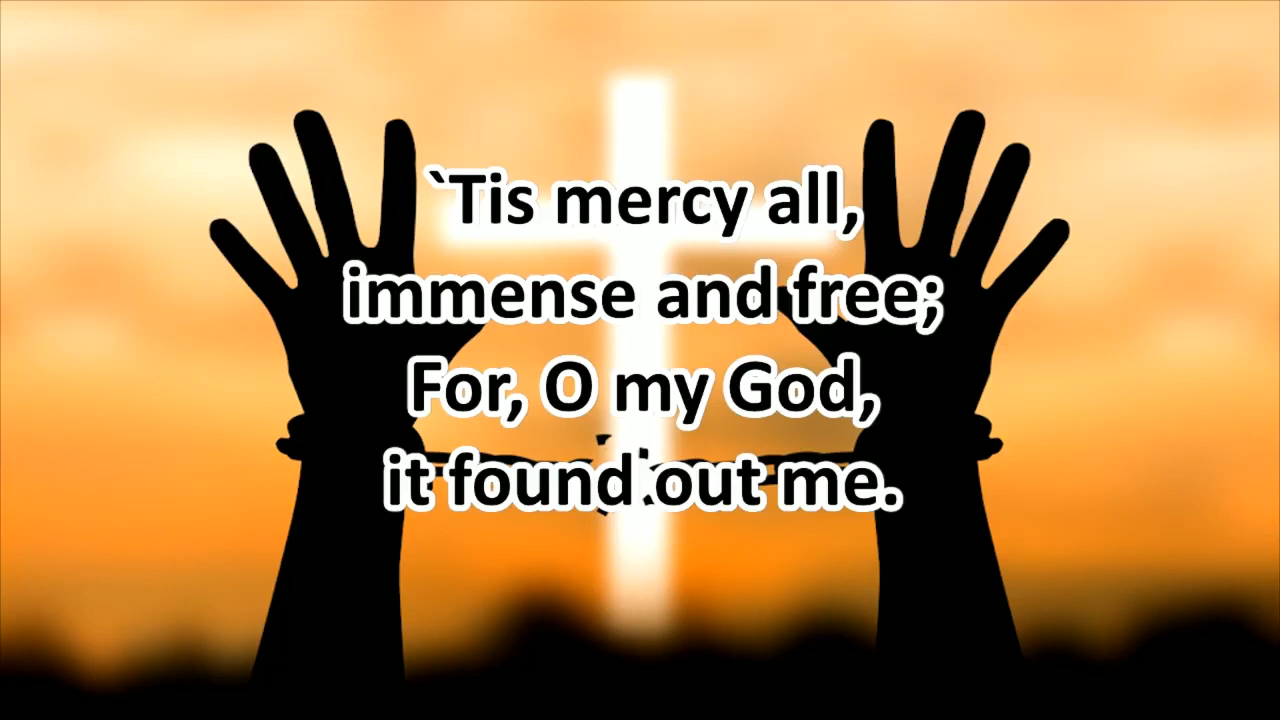 `Tis mercy all,
immense and free;
For, O my God,
it found out me.